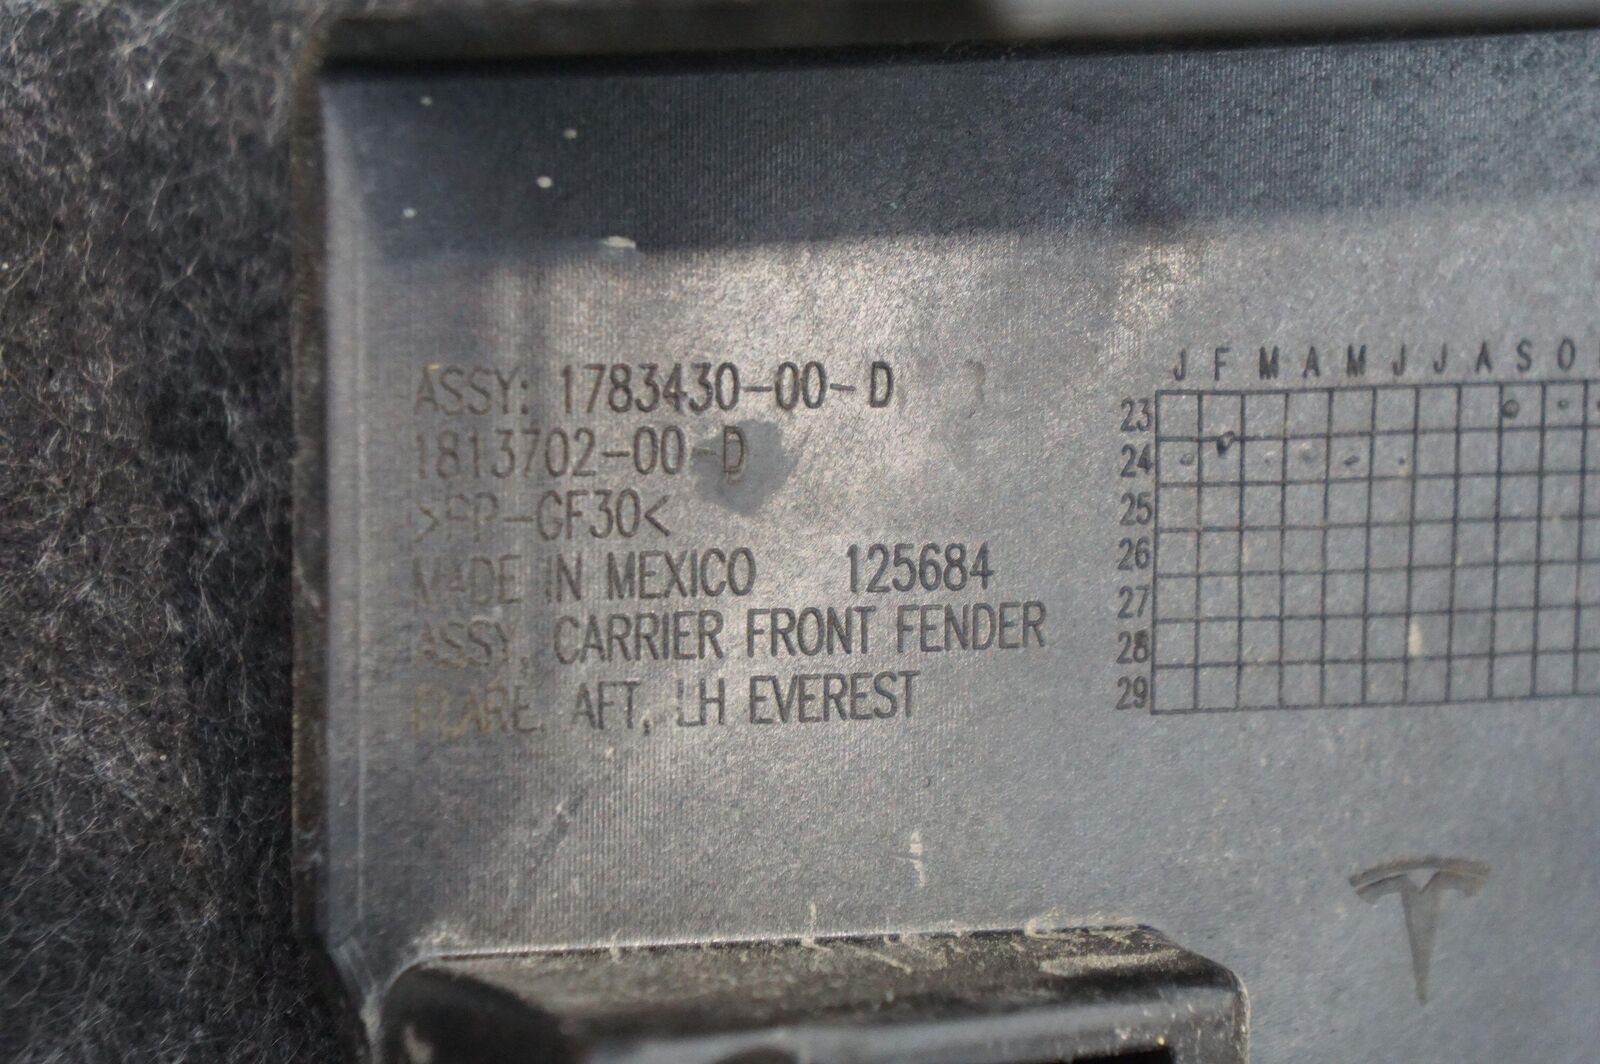 ASSY: 1783430-00-D
1813702-00-D
>PP-GF30<
MADE IN MEXICO 125684
ASSY, CARRIER FRONT FENDER
FLARE, AFT, LH EVEREST
J F M A M J J A S O
23
24
25
26
27
28
29